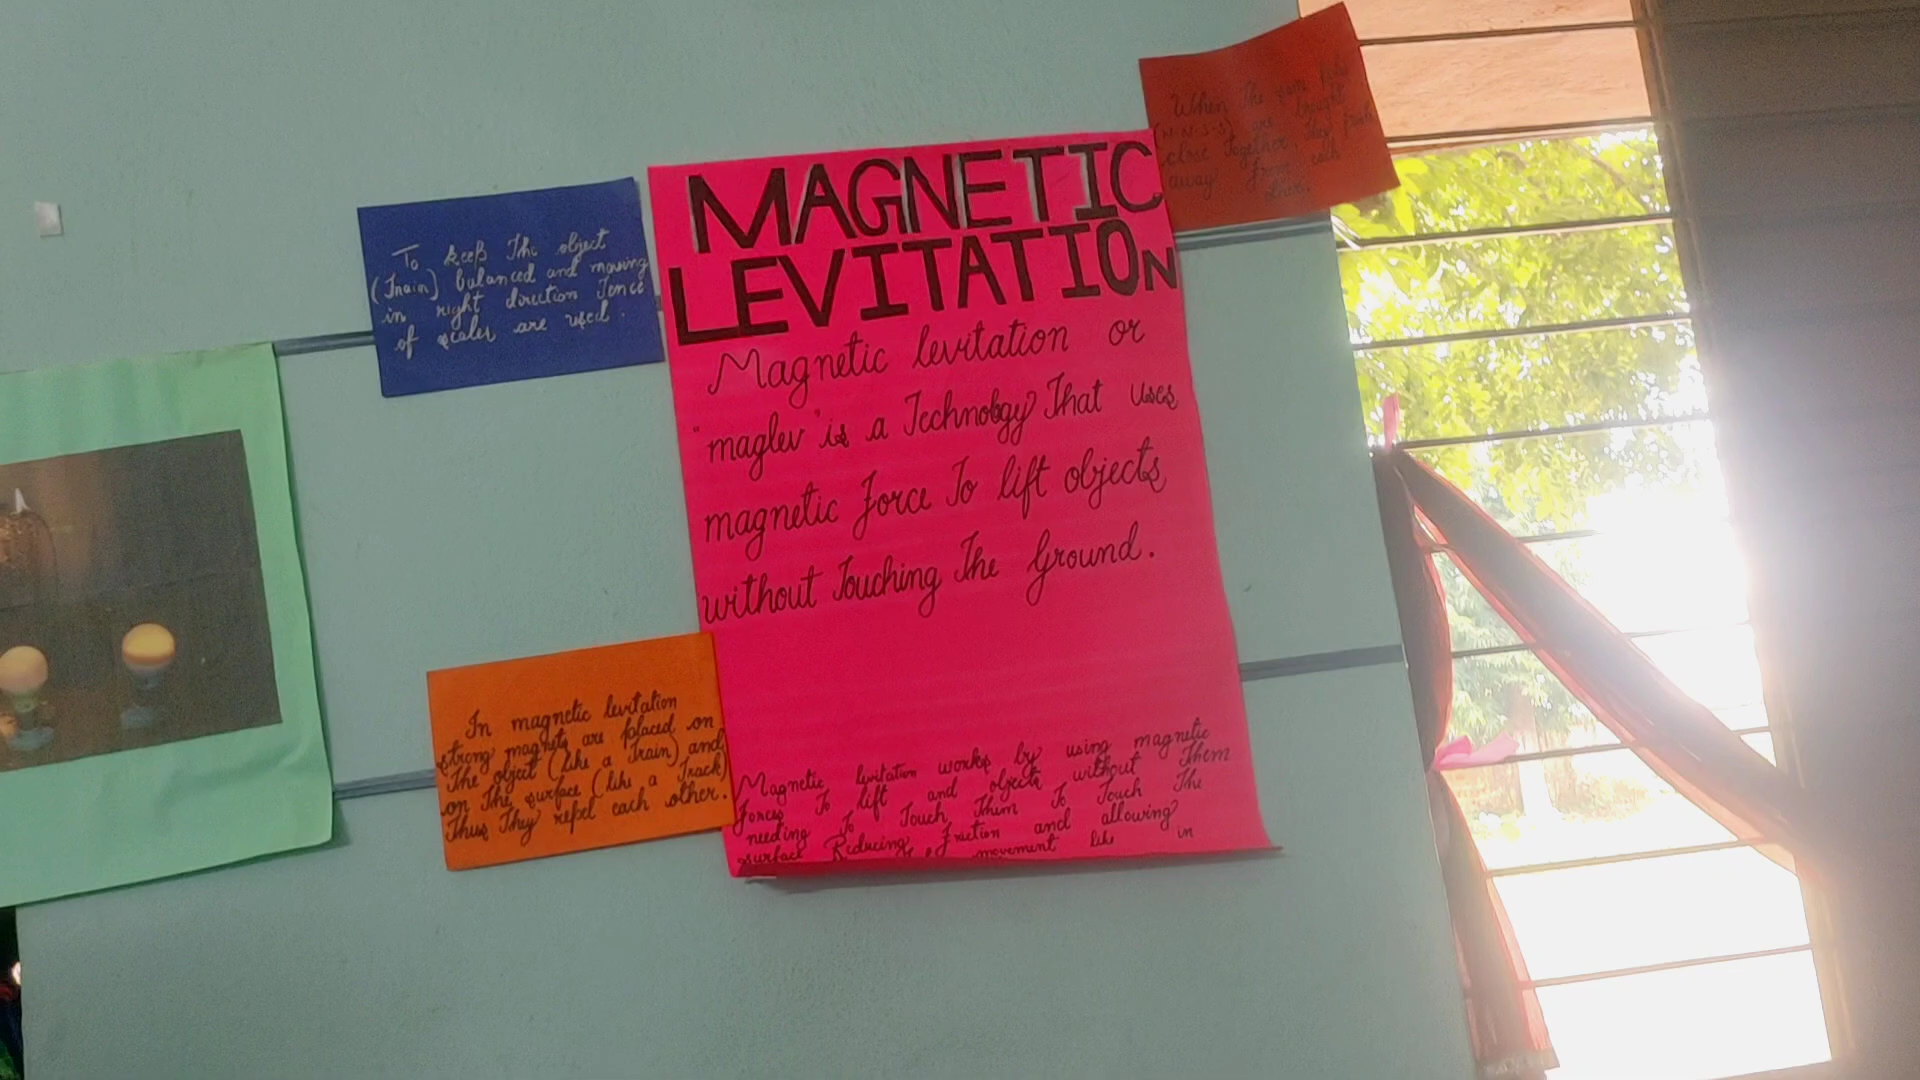 MAGNETIC
LEVITATION
Magnetic levitation or
"maglev" is a Technology That uses
magnetic Force To lift objects
without Touching The Ground.
Magnetic levitation works by using magnetic
Forces To lift and objects without Them
needing To Touch Them To Touch The
surface Reducing Friction and allowing
movement like in
To keep The object
(Train) balanced and moving
in right direction Fence
of scales are used.
In magnetic levitation
strong magnets are placed on
The object (like a Train) and
on The surface (like a Track)
Thus They repel each other.
When The same
(N-N-S-S) are brought
close Together, They push
away from each